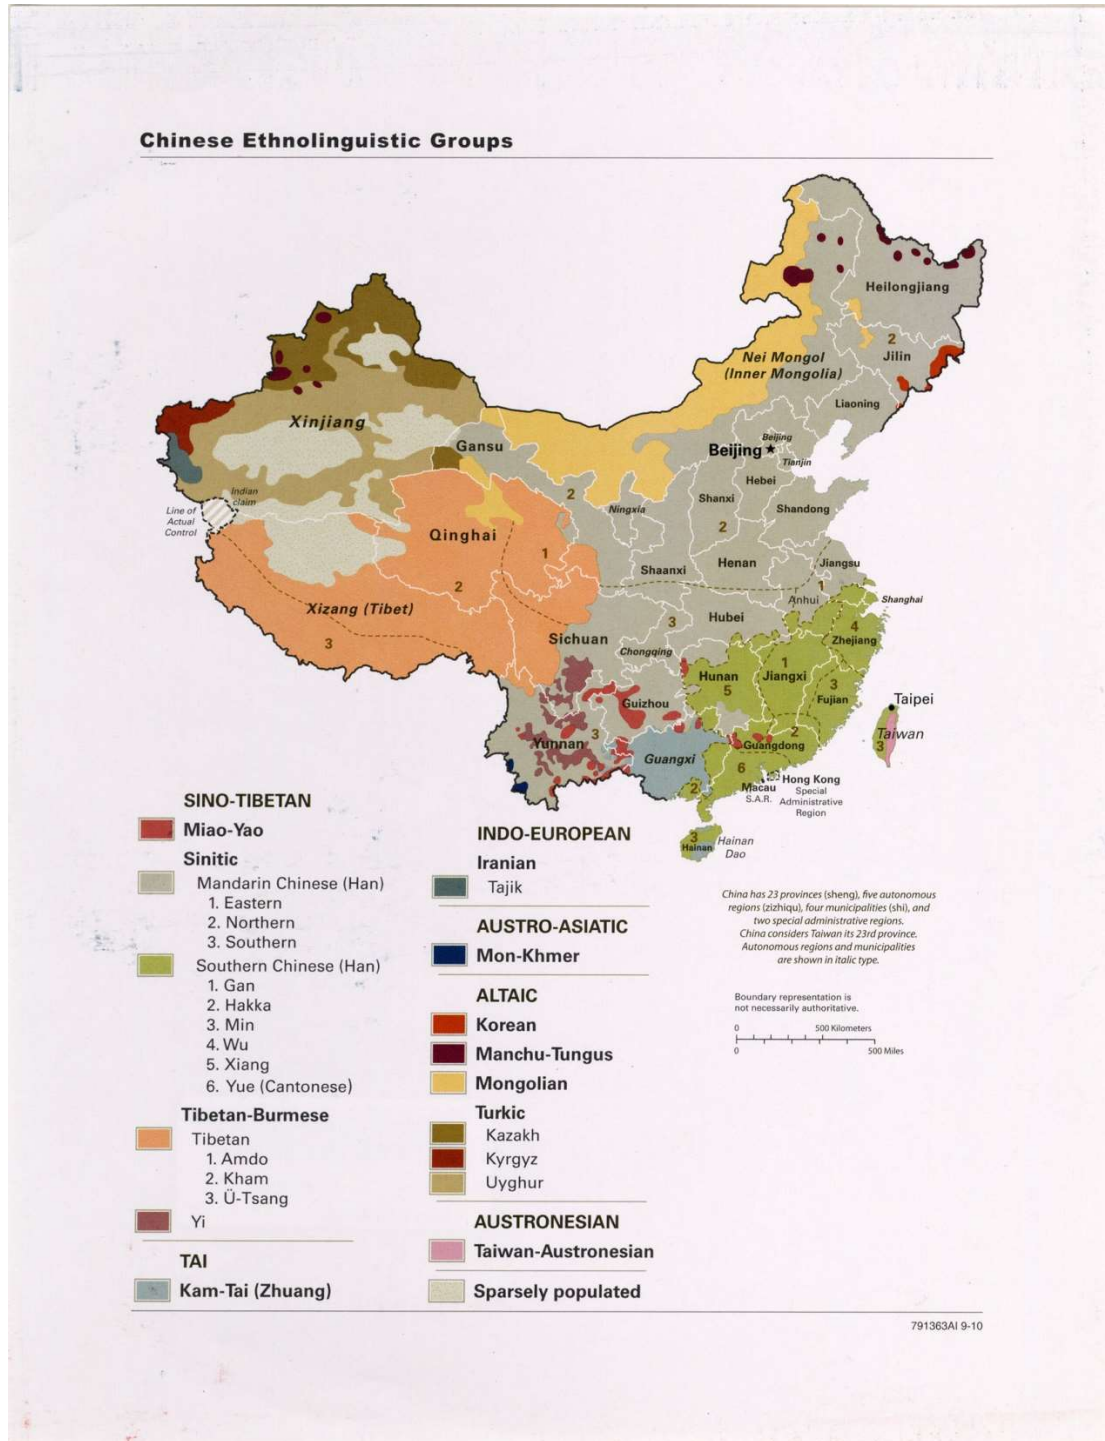 Chinese Ethnolinguistic Groups
Heilongjiang
2
Jilin
Nei Mongol
(Inner Mongolia)
Liaoning
Xinjiang
Gansu
Beijing
Beijing
Tianjin
Hebei
Indian
claim
Line of
Actual
Control
2
Ningxia
Shanxi
Shandong
2
Qinghai
1
Shaanxi
Henan
Jiangsu
2
1
Anhui
Shanghai
Xizang (Tibet)
3
Hubei
3
4
Zhejiang
Sichuan
Chongqing
1
Hunan
Jiangxi
5
3
Fujian
Guizhou
Taipei
Yunnan
3
2
Guangdong
Taiwan
3
Guangxi
6
2
Macau
S.A.R.
Hong Kong
Special
Administrative
Region
3
Hainan
Hainan
Dao
SINO-TIBETAN
Miao-Yao
Sinitic
Mandarin Chinese (Han)
1. Eastern
2. Northern
3. Southern
Southern Chinese (Han)
1. Gan
2. Hakka
3. Min
4. Wu
5. Xiang
6. Yue (Cantonese)
Tibetan-Burmese
Tibetan
1. Amdo
2. Kham
3. Ü-Tsang
Yi
TAI
Kam-Tai (Zhuang)
INDO-EUROPEAN
Iranian
Tajik
AUSTRO-ASIATIC
Mon-Khmer
ALTAIC
Korean
Manchu-Tungus
Mongolian
Turkic
Kazakh
Kyrgyz
Uyghur
AUSTRONESIAN
Taiwan-Austronesian
Sparsely populated
China has 23 provinces (sheng), five autonomous
regions (zizhiqu), four municipalities (shi), and
two special administrative regions.
China considers Taiwan its 23rd province.
Autonomous regions and municipalities
are shown in italic type.
Boundary representation is
not necessarily authoritative.
0 500 Kilometers
0 500 Miles
791363AI 9-10